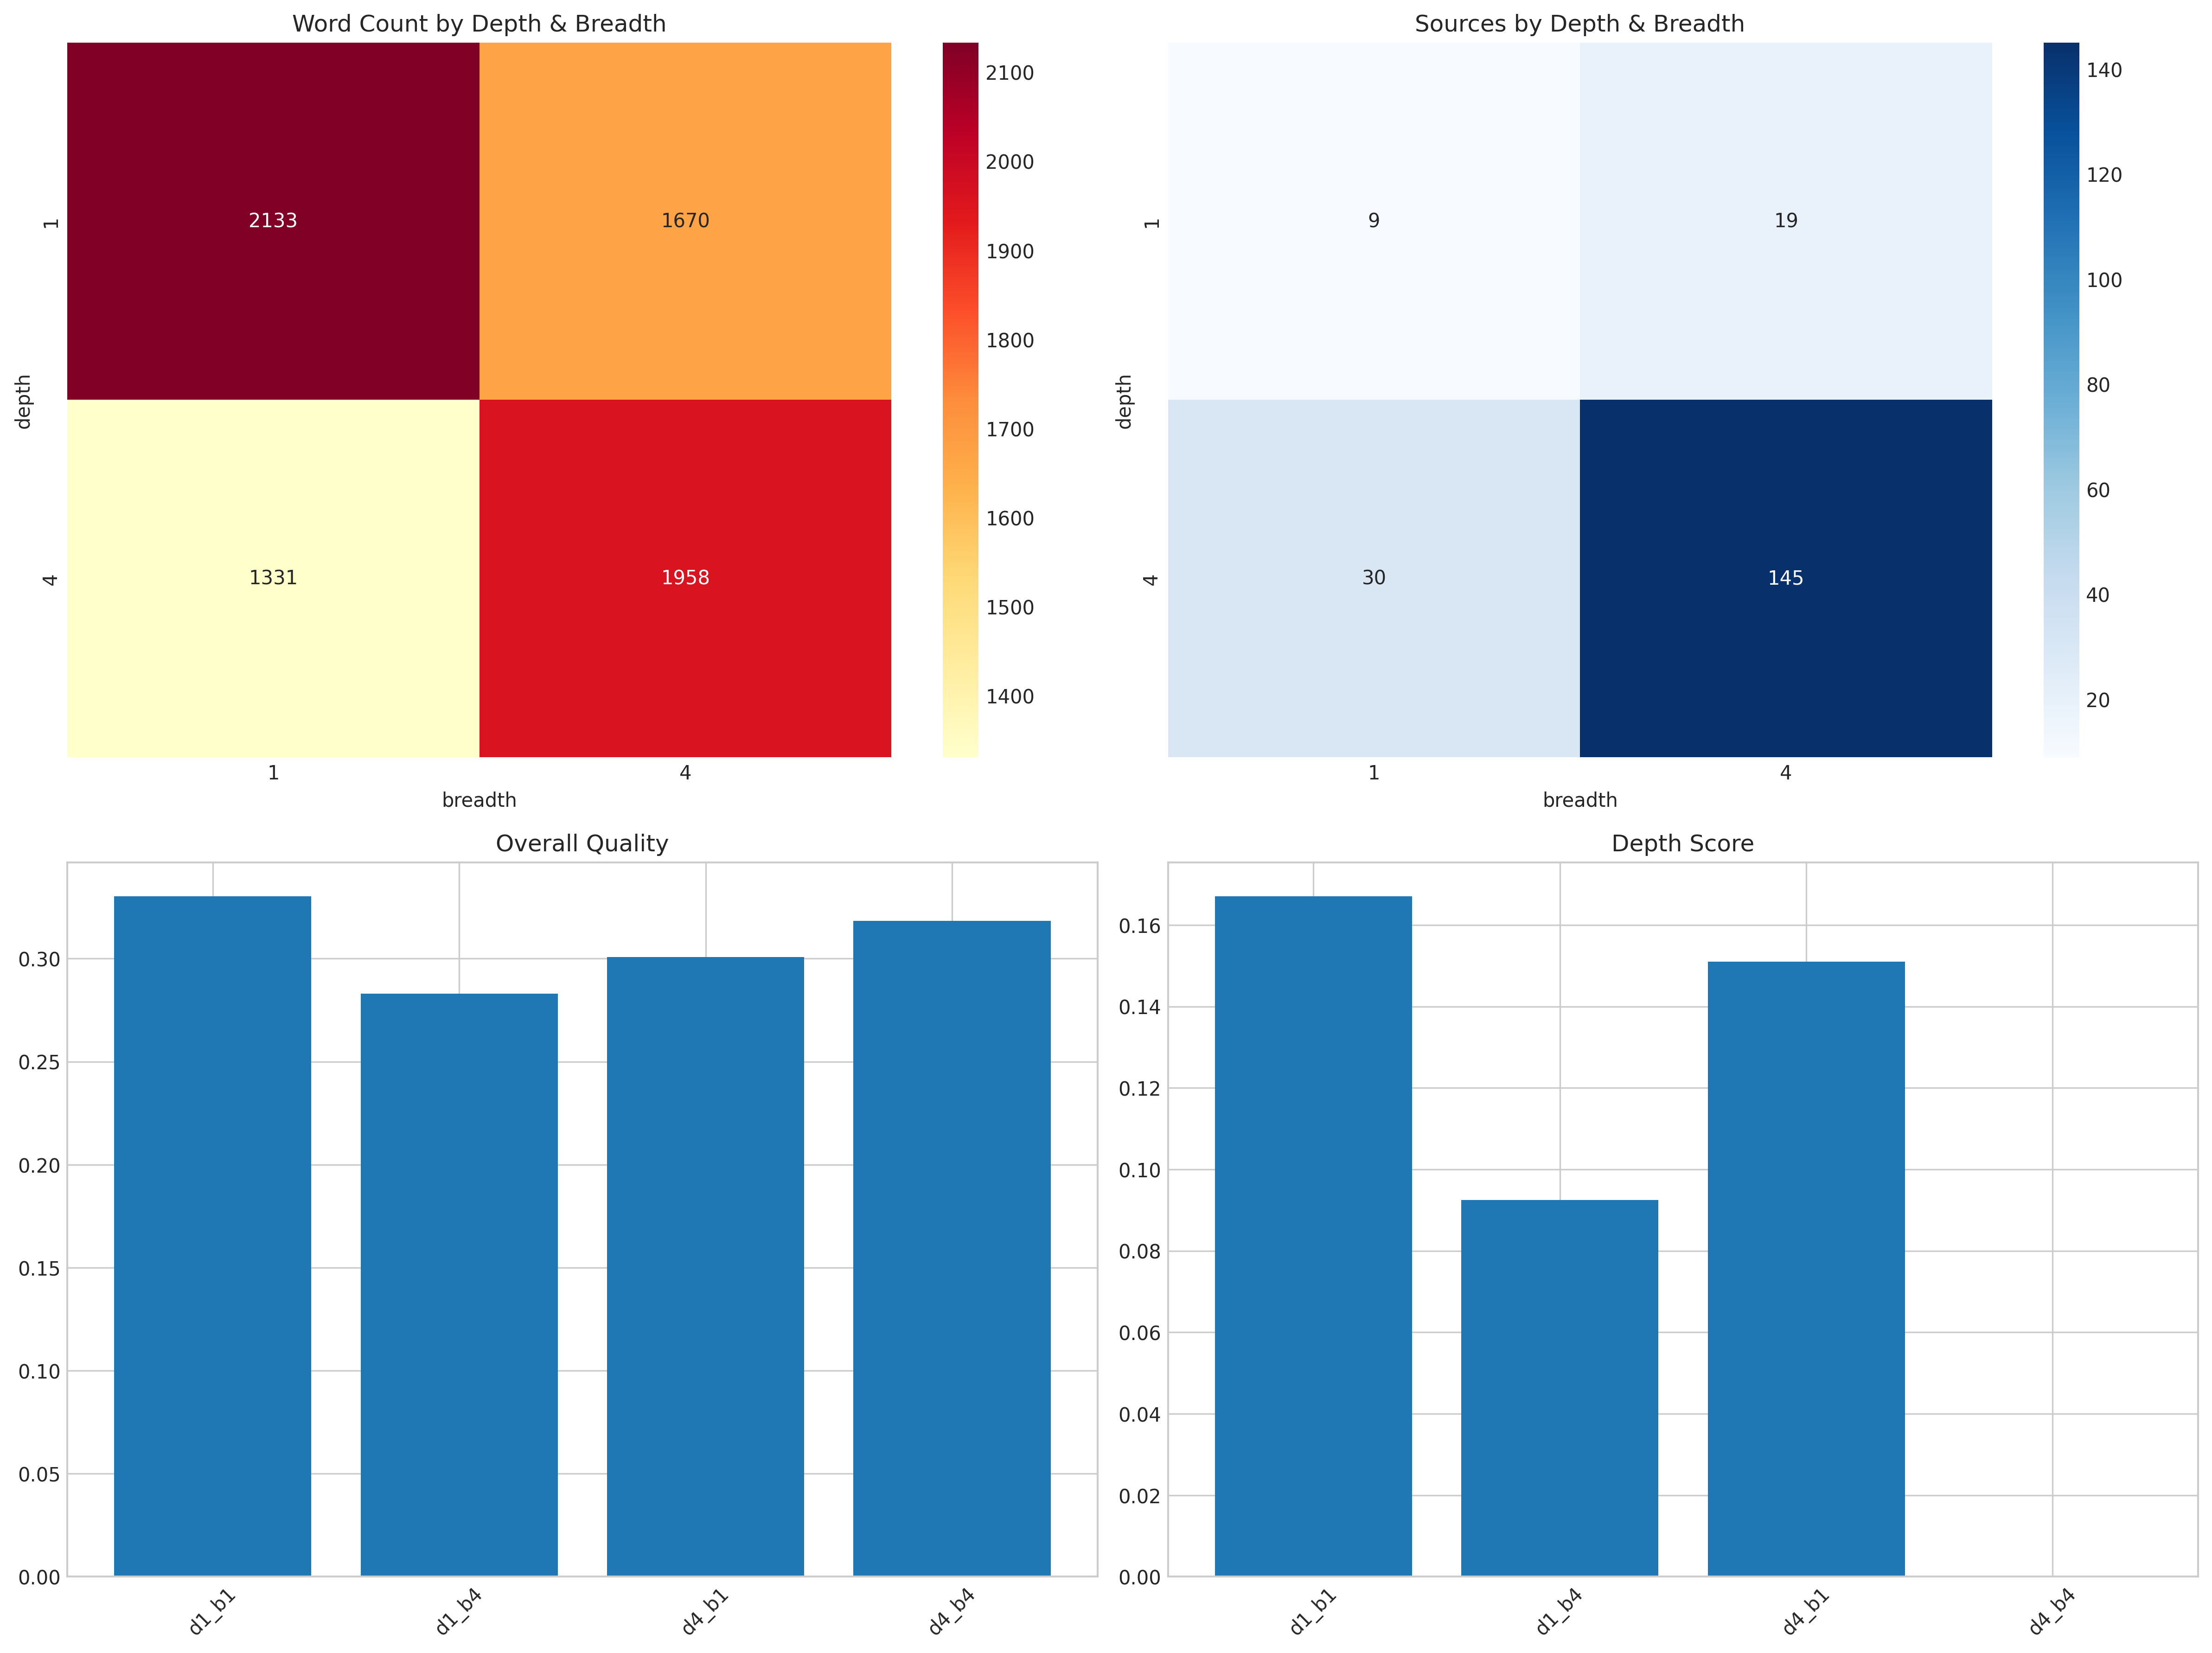 Word Count by Depth & Breadth
2133
1670
1331
1958
1
4
depth
1
4
breadth
2100
2000
1900
1800
1700
1600
1500
1400
Sources by Depth & Breadth
9
19
30
145
1
4
depth
1
4
breadth
140
120
100
80
60
40
20
Overall Quality
0.30
0.25
0.20
0.15
0.10
0.05
0.00
d1_b1
d1_b4
d4_b1
d4_b4
Depth Score
0.16
0.14
0.12
0.10
0.08
0.06
0.04
0.02
0.00
d1_b1
d1_b4
d4_b1
d4_b4